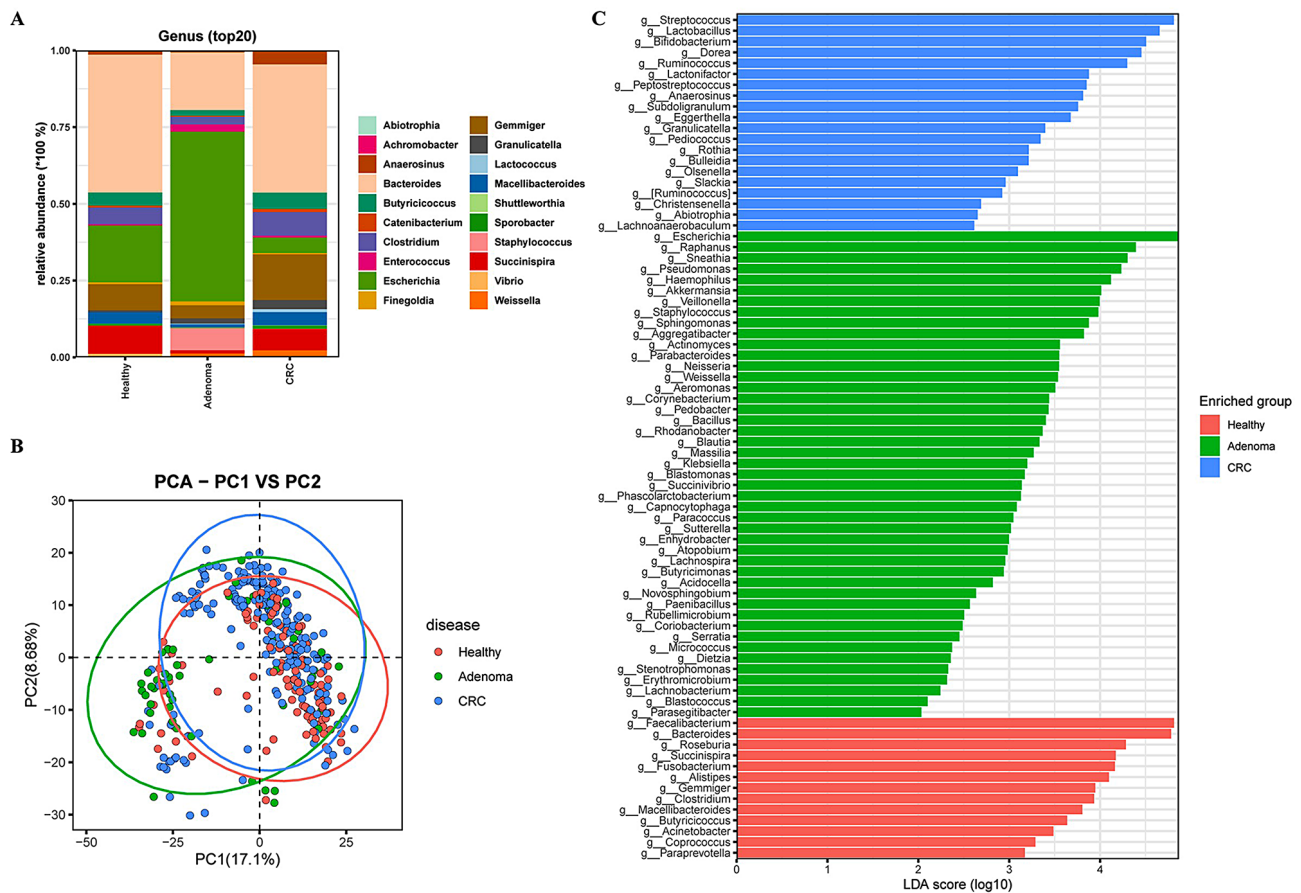 A
Genus (top20)
relative abundance (*100 %)
1.00
0.75
0.50
0.25
0.00
Healthy
Adenoma
CRC
Abiotrophia
Achromobacter
Anaerosinus
Bacteroides
Butyricicoccus
Catenibacterium
Clostridium
Enterococcus
Escherichia
Finegoldia
Gemmiger
Granulicatella
Lactococcus
Macellibacteroides
Shuttleworthia
Sporobacter
Staphylococcus
Succinispira
Vibrio
Weissella
B
PCA − PC1 VS PC2
PC2(8.68%)
30
20
10
0
−10
−20
−30
−50
−25
0
25
PC1(17.1%)
disease
Healthy
Adenoma
CRC
C
g__Streptococcus
g__Lactobacillus
g__Bifidobacterium
g__Dorea
g__Ruminococcus
g__Lactonifactor
g__Peptostreptococcus
g__Anaerosinus
g__Subdoligranulum
g__Eggerthella
g__Granulicatella
g__Pediococcus
g__Rothia
g__Bulleidia
g__Olsenella
g__Slackia
g__[Ruminococcus]
g__Christensenella
g__Abiotrophia
g__Lachnoanaerobaculum
g__Escherichia
g__Raphanus
g__Sneathia
g__Pseudomonas
g__Haemophilus
g__Akkermansia
g__Veillonella
g__Staphylococcus
g__Sphingomonas
g__Aggregatibacter
g__Actinomyces
g__Parabacteroides
g__Neisseria
g__Weissella
g__Aeromonas
g__Corynebacterium
g__Pedobacter
g__Bacillus
g__Rhodanobacter
g__Blautia
g__Massilia
g__Klebsiella
g__Blastomonas
g__Succinivibrio
g__Phascolarctobacterium
g__Capnocytophaga
g__Paracoccus
g__Sutterella
g__Enhydrobacter
g__Atopobium
g__Lachnospira
g__Butyricimonas
g__Acidocella
g__Novosphingobium
g__Paenibacillus
g__Rubellimicrobium
g__Coriobacterium
g__Serratia
g__Micrococcus
g__Dietzia
g__Stenotrophomonas
g__Erythromicrobium
g__Lachnobacterium
g__Blastococcus
g__Parasegitibacter
g__Faecalibacterium
g__Bacteroides
g__Roseburia
g__Succinispira
g__Fusobacterium
g__Alistipes
g__Gemmiger
g__Clostridium
g__Macellibacteroides
g__Butyricicoccus
g__Acinetobacter
g__Coprococcus
g__Paraprevotella
0
1
2
3
4
LDA score (log10)
Enriched group
Healthy
Adenoma
CRC